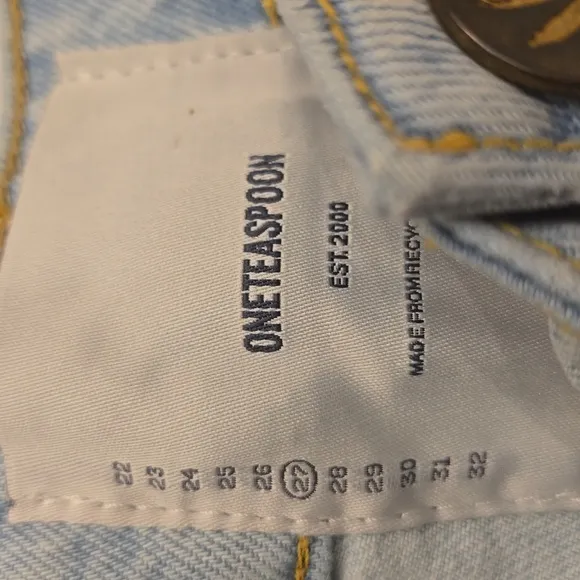 ONETEASPOON
EST. 2000
MADE FROM RECY
22 23 24 25 26 27 28 29 30 31 32